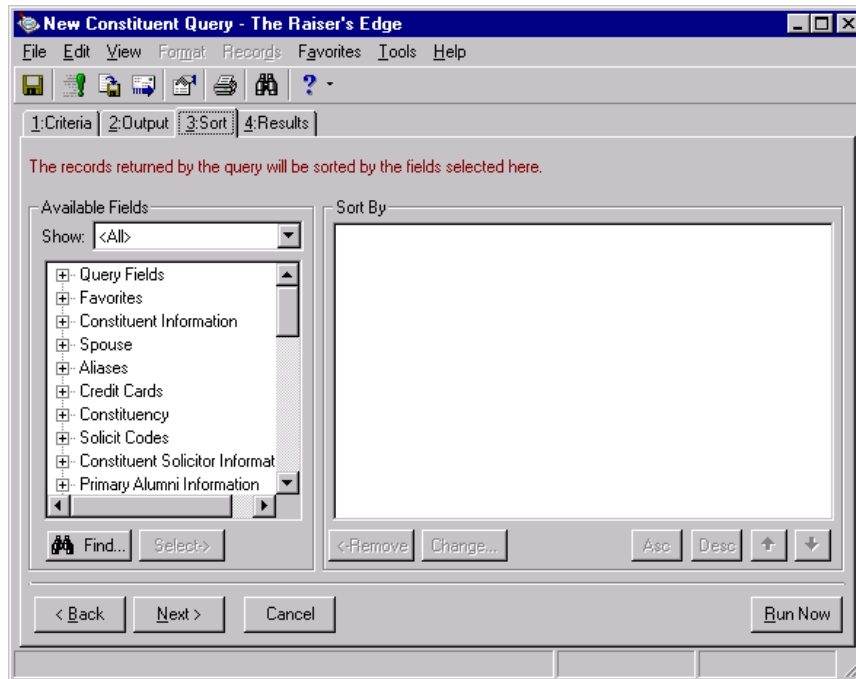 New Constituent Query - The Raiser's Edge
File Edit View Format Records Favorites Tools Help
?
1:Criteria 2:Output 3:Sort 4:Results
The records returned by the query will be sorted by the fields selected here.
Available Fields
Show: <All>
Query Fields
Favorites
Constituent Information
Spouse
Aliases
Credit Cards
Constituency
Solicit Codes
Constituent Solicitor Informat
Primary Alumni Information
Find... Select->
Sort By
<-Remove Change... Asc Desc
< Back Next > Cancel Run Now